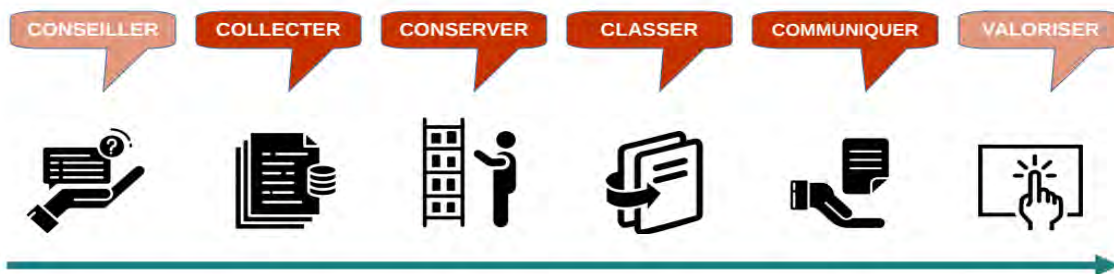 CONSEILLER
COLLECTER
CONSERVER
CLASSER
COMMUNIQUER
VALORISER
?